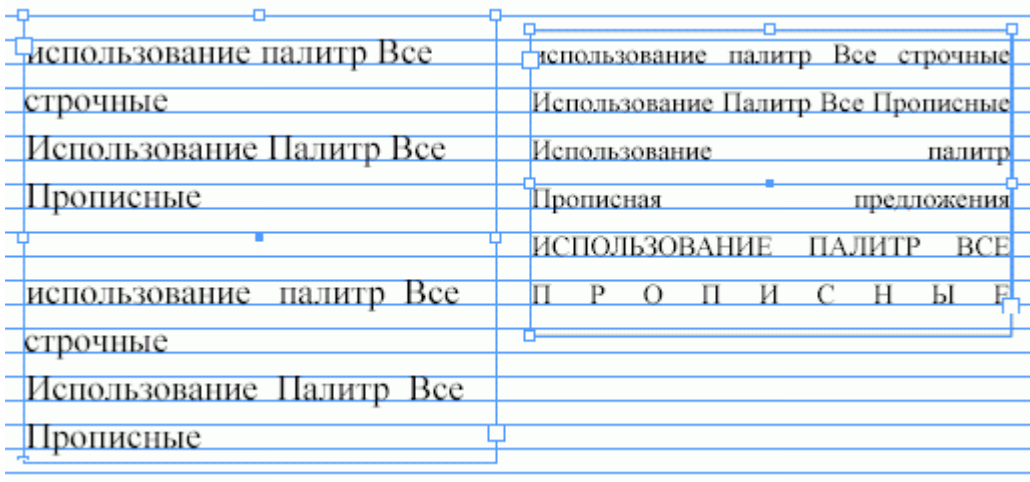 использование палитр Все
строчные
Использование Палитр Все
Прописные
использование палитр Все
строчные
Использование Палитр Все
Прописные
использование палитр Все строчные
Использование Палитр Все Прописные
Использование палитр
Прописная предложения
ИСПОЛЬЗОВАНИЕ ПАЛИТР ВСЕ
П Р О П И С Н Ы Е